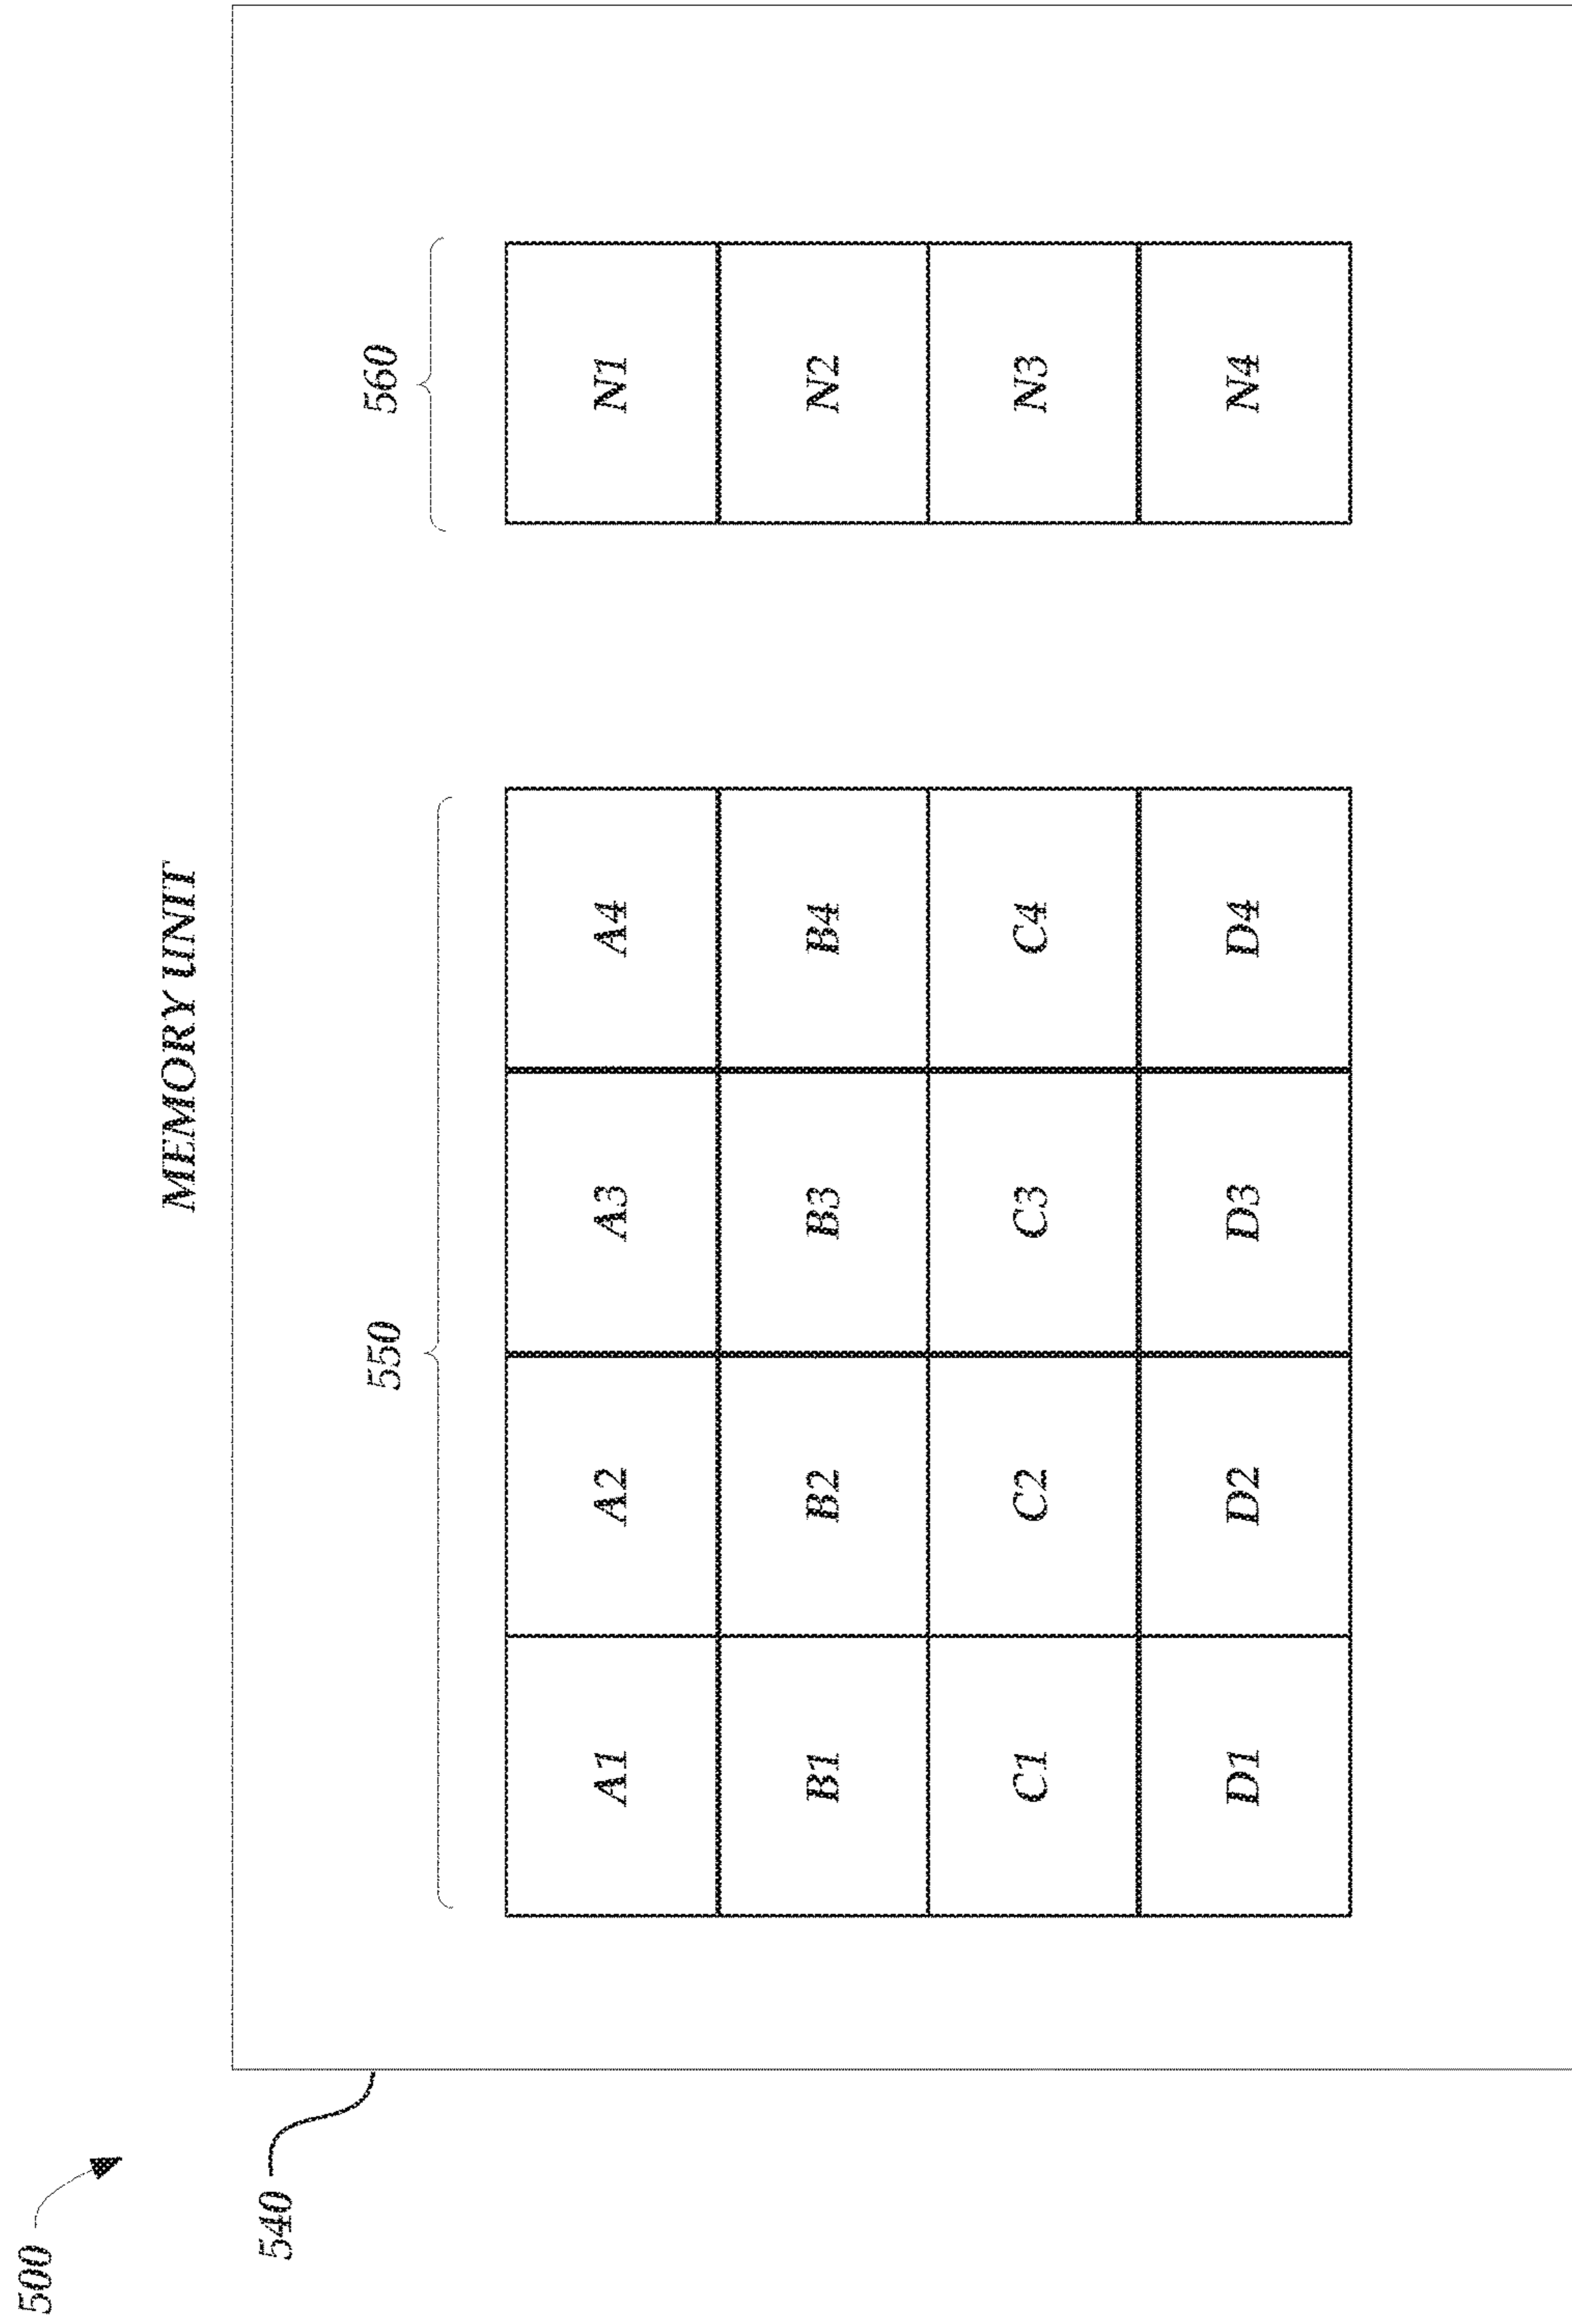 500
MEMORY UNIT
540
550 560
A1 A2 A3 A4 N1
B1 B2 B3 B4 N2
C1 C2 C3 C4 N3
D1 D2 D3 D4 N4